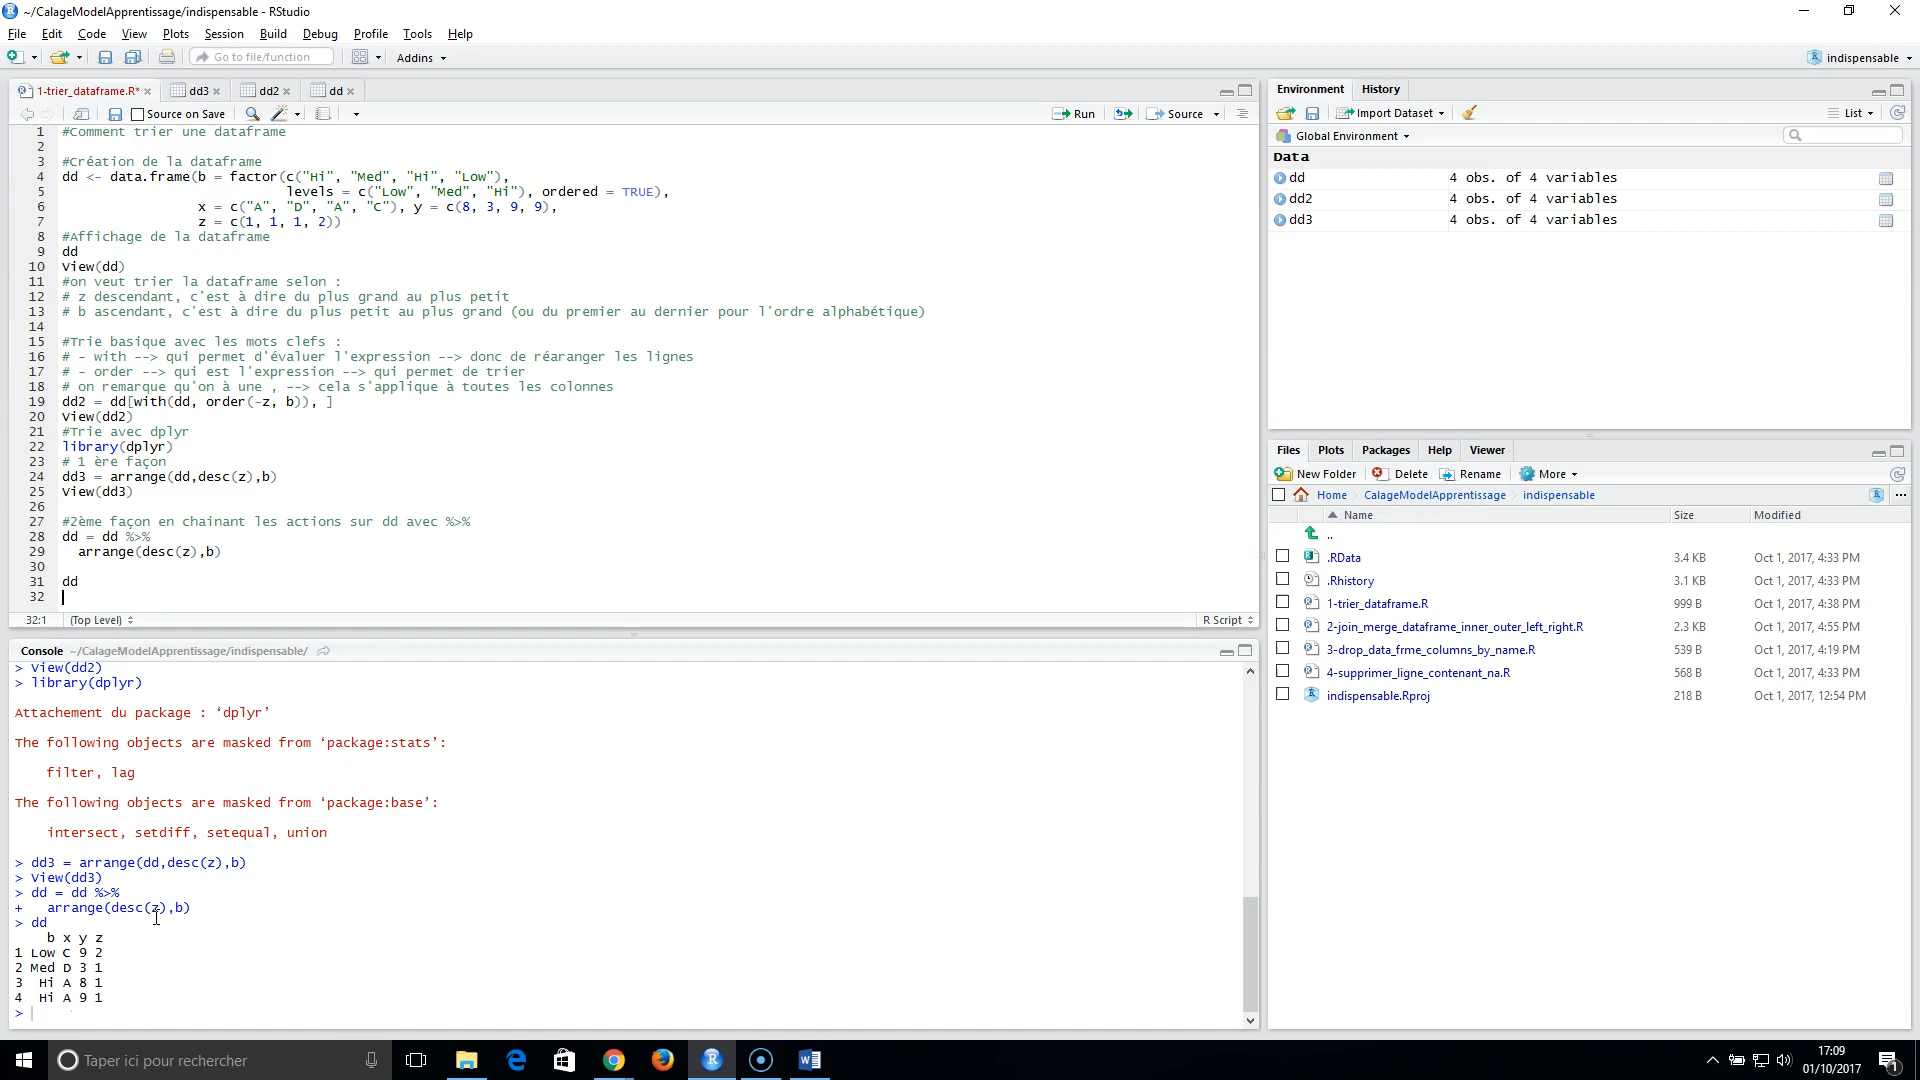 ~/CalageModelApprentissage/indispensable - RStudio
File Edit Code View Plots Session Build Debug Profile Tools Help
Go to file/function Addins indispensable
1-trier_dataframe.R* dd3 dd2 dd
Source on Save Run Source
1 #Comment trier une dataframe
2
3 #Création de la dataframe
4 dd <- data.frame(b = factor(c("Hi", "Med", "Hi", "Low"),
5 levels = c("Low", "Med", "Hi"), ordered = TRUE),
6 x = c("A", "D", "A", "C"), y = c(8, 3, 9, 9),
7 z = c(1, 1, 1, 2))
8 #Affichage de la dataframe
9 dd
10 View(dd)
11 #on veut trier la dataframe selon :
12 # z descendant, c'est à dire du plus grand au plus petit
13 # b ascendant, c'est à dire du plus petit au plus grand (ou du premier au dernier pour l'ordre alphabétique)
14
15 #Trie basique avec les mots clefs :
16 # - with --> qui permet d'évaluer l'expression --> donc de réaranger les lignes
17 # - order --> qui est l'expression --> qui permet de trier
18 # on remarque qu'on à une , --> cela s'applique à toutes les colonnes
19 dd2 = dd[with(dd, order(-z, b)), ]
20 View(dd2)
21 #Trie avec dplyr
22 library(dplyr)
23 # 1 ère façon
24 dd3 = arrange(dd,desc(z),b)
25 View(dd3)
26
27 #2ème façon en chainant les actions sur dd avec %>%
28 dd = dd %>%
29 arrange(desc(z),b)
30
31 dd
32
32:1 (Top Level) R Script
Console ~/CalageModelApprentissage/indispensable/
> View(dd2)
> library(dplyr)
Attachement du package : ‘dplyr’
The following objects are masked from ‘package:stats’:
filter, lag
The following objects are masked from ‘package:base’:
intersect, setdiff, setequal, union
> dd3 = arrange(dd,desc(z),b)
> View(dd3)
> dd = dd %>%
+ arrange(desc(z),b)
> dd
b x y z
1 Low C 9 2
2 Med D 3 1
3 Hi A 8 1
4 Hi A 9 1
>
Environment History
Import Dataset List
Global Environment
Data
dd 4 obs. of 4 variables
dd2 4 obs. of 4 variables
dd3 4 obs. of 4 variables
Files Plots Packages Help Viewer
New Folder Delete Rename More
Home CalageModelApprentissage indispensable ...
Name Size Modified
..
.RData 3.4 KB Oct 1, 2017, 4:33 PM
.Rhistory 3.1 KB Oct 1, 2017, 4:33 PM
1-trier_dataframe.R 999 B Oct 1, 2017, 4:38 PM
2-join_merge_dataframe_inner_outer_left_right.R 2.3 KB Oct 1, 2017, 4:55 PM
3-drop_data_frme_columns_by_name.R 539 B Oct 1, 2017, 4:19 PM
4-supprimer_ligne_contenant_na.R 568 B Oct 1, 2017, 4:33 PM
indispensable.Rproj 218 B Oct 1, 2017, 12:54 PM
Taper ici pour rechercher
17:09
01/10/2017
1